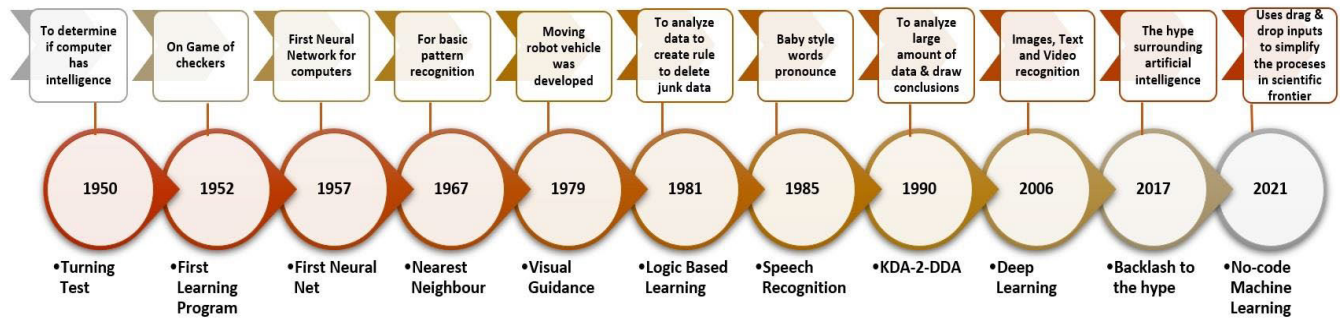 To determine
if computer
has
intelligence
On Game of
checkers
First Neural
Network for
computers
For basic
pattern
recognition
Moving
robot vehicle
was
developed
To analyze
data to
create rule
to delete
junk data
Baby style
words
pronounce
To analyze
large
amount of
data & draw
conclusions
Images, Text
and Video
recognition
The hype
surrounding
artificial
intelligence
Uses drag &
drop inputs
to simplify
the proceses
in scientific
frontier
1950
1952
1957
1967
1979
1981
1985
1990
2006
2017
2021
•Turning
Test
•First
Learning
Program
•First Neural
Net
•Nearest
Neighbour
•Visual
Guidance
•Logic Based
Learning
•Speech
Recognition
•KDA-2-DDA
•Deep
Learning
•Backlash to
the hype
•No-code
Machine
Learning